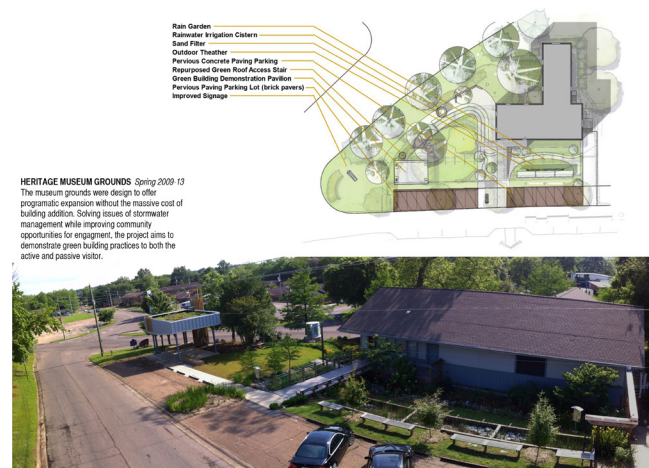 Rain Garden
Rainwater Irrigation Cistern
Sand Filter
Outdoor Theather
Pervious Concrete Paving Parking
Repurposed Green Roof Access Stair
Green Building Demonstration Pavilion
Pervious Paving Parking Lot (brick pavers)
Improved Signage
HERITAGE MUSEUM GROUNDS Spring 2009-13
The museum grounds were design to offer
programatic expansion without the massive cost of
building addition. Solving issues of stormwater
management while improving community
opportunities for engagment, the project aims to
demonstrate green building practices to both the
active and passive visitor.